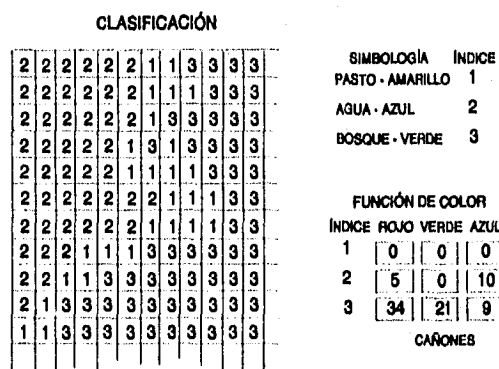 CLASIFICACIÓN
2 2 2 2 2 2 1 1 3 3 3 3
2 2 2 2 2 2 1 1 1 3 3 3
2 2 2 2 2 2 1 3 3 3 3 3
2 2 2 2 2 1 3 1 3 3 3 3
2 2 2 2 2 1 1 1 1 3 3 3
2 2 2 2 2 2 2 1 1 1 3 3
2 2 2 2 2 2 1 1 1 1 3 3
2 2 2 1 1 1 3 3 3 3 3 3
2 2 1 1 3 3 3 3 3 3 3 3
2 1 3 3 3 3 3 3 3 3 3 3
1 1 3 3 3 3 3 3 3 3 3 3
SIMBOLOGÍA ÍNDICE
PASTO - AMARILLO 1
AGUA - AZUL 2
BOSQUE - VERDE 3
FUNCIÓN DE COLOR
ÍNDICE ROJO VERDE AZUL
1 0 0 0
2 5 0 10
3 34 21 9
CAÑONES